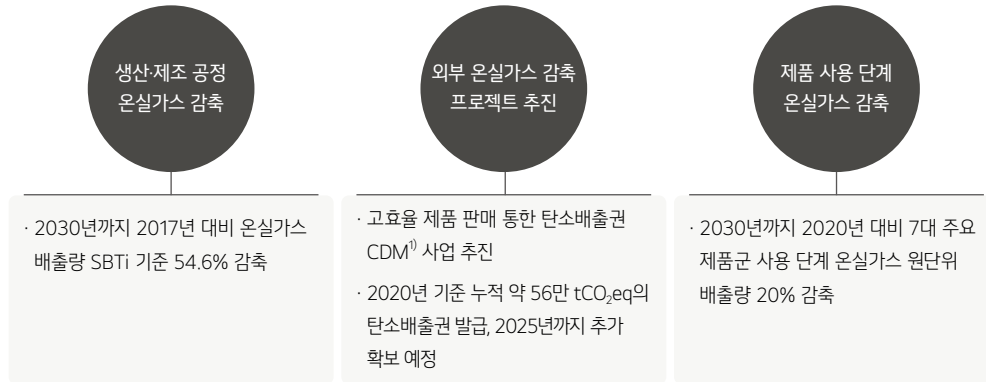 생산·제조 공정
온실가스 감축
· 2030년까지 2017년 대비 온실가스
배출량 SBTi 기준 54.6% 감축
외부 온실가스 감축
프로젝트 추진
· 고효율 제품 판매 통한 탄소배출권
CDM¹⁾ 사업 추진
· 2020년 기준 누적 약 56만 tCO₂eq의
탄소배출권 발급, 2025년까지 추가
확보 예정
제품 사용 단계
온실가스 감축
· 2030년까지 2020년 대비 7대 주요
제품군 사용 단계 온실가스 원단위
배출량 20% 감축